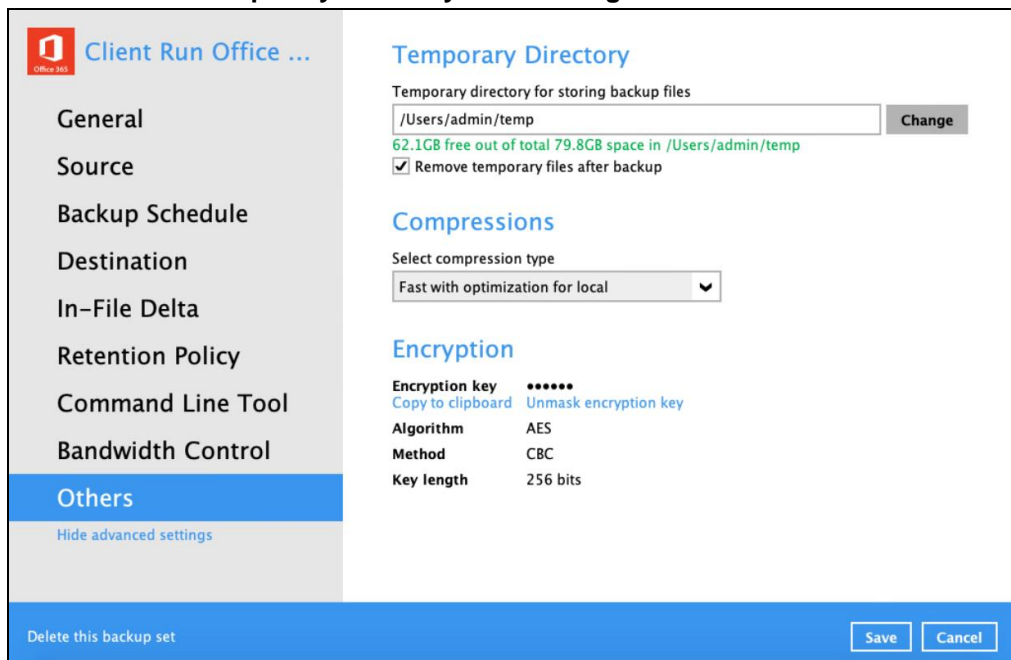 Office 365
Client Run Office ...
General
Source
Backup Schedule
Destination
In-File Delta
Retention Policy
Command Line Tool
Bandwidth Control
Others
Hide advanced settings
Temporary Directory
Temporary directory for storing backup files
/Users/admin/temp
Change
62.1GB free out of total 79.8GB space in /Users/admin/temp
Remove temporary files after backup
Compressions
Select compression type
Fast with optimization for local
Encryption
Encryption key ••••••
Copy to clipboard Unmask encryption key
Algorithm AES
Method CBC
Key length 256 bits
Delete this backup set
Save
Cancel